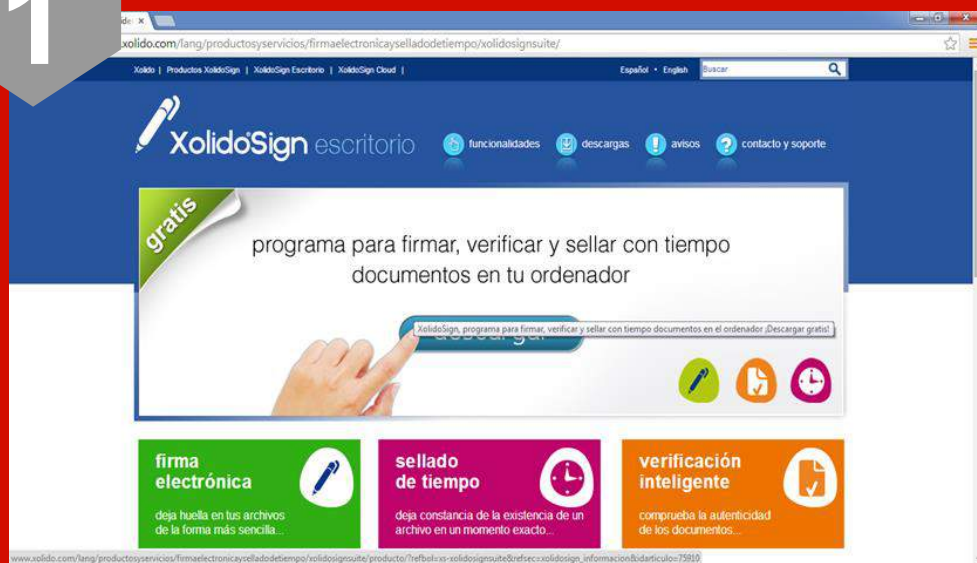 1
xolido.com/lang/productosyservicios/firmaelectronicayselladodetiempo/xolidosignsuite/
Xolido | Productos XolidoSign | XolidoSign Escritorio | XolidoSign Cloud |
Español • English
Buscar
XolidoSign escritorio
funcionalidades
descargas
avisos
contacto y soporte
gratis
programa para firmar, verificar y sellar con tiempo
documentos en tu ordenador
XolidoSign, programa para firmar, verificar y sellar con tiempo documentos en el ordenador ¡Descargar gratis!
descargar
firma
electrónica
deja huella en tus archivos
de la forma más sencilla...
sellado
de tiempo
deja constancia de la existencia de un
archivo en un momento exacto...
verificación
inteligente
comprueba la autenticidad
de los documentos...
www.xolido.com/lang/productosyservicios/firmaelectronicayselladodetiempo/xolidosignsuite/producto/?refbol=xs-xolidosignsuite&refsec=xolidosign_informacion&idarticulo=75910